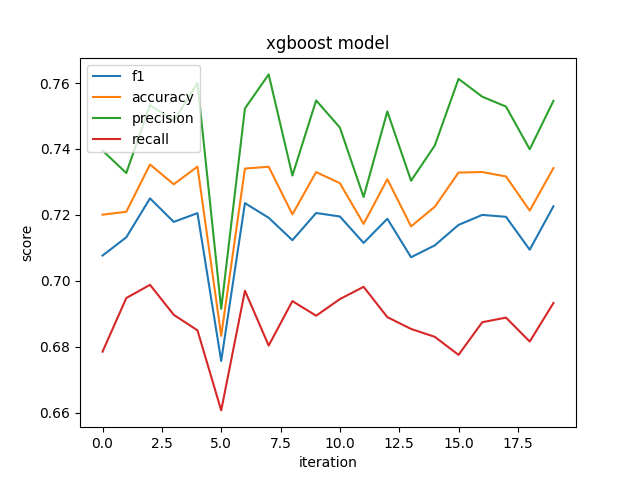 xgboost model
f1
accuracy
precision
recall
score
0.76
0.74
0.72
0.70
0.68
0.66
0.0 2.5 5.0 7.5 10.0 12.5 15.0 17.5
iteration